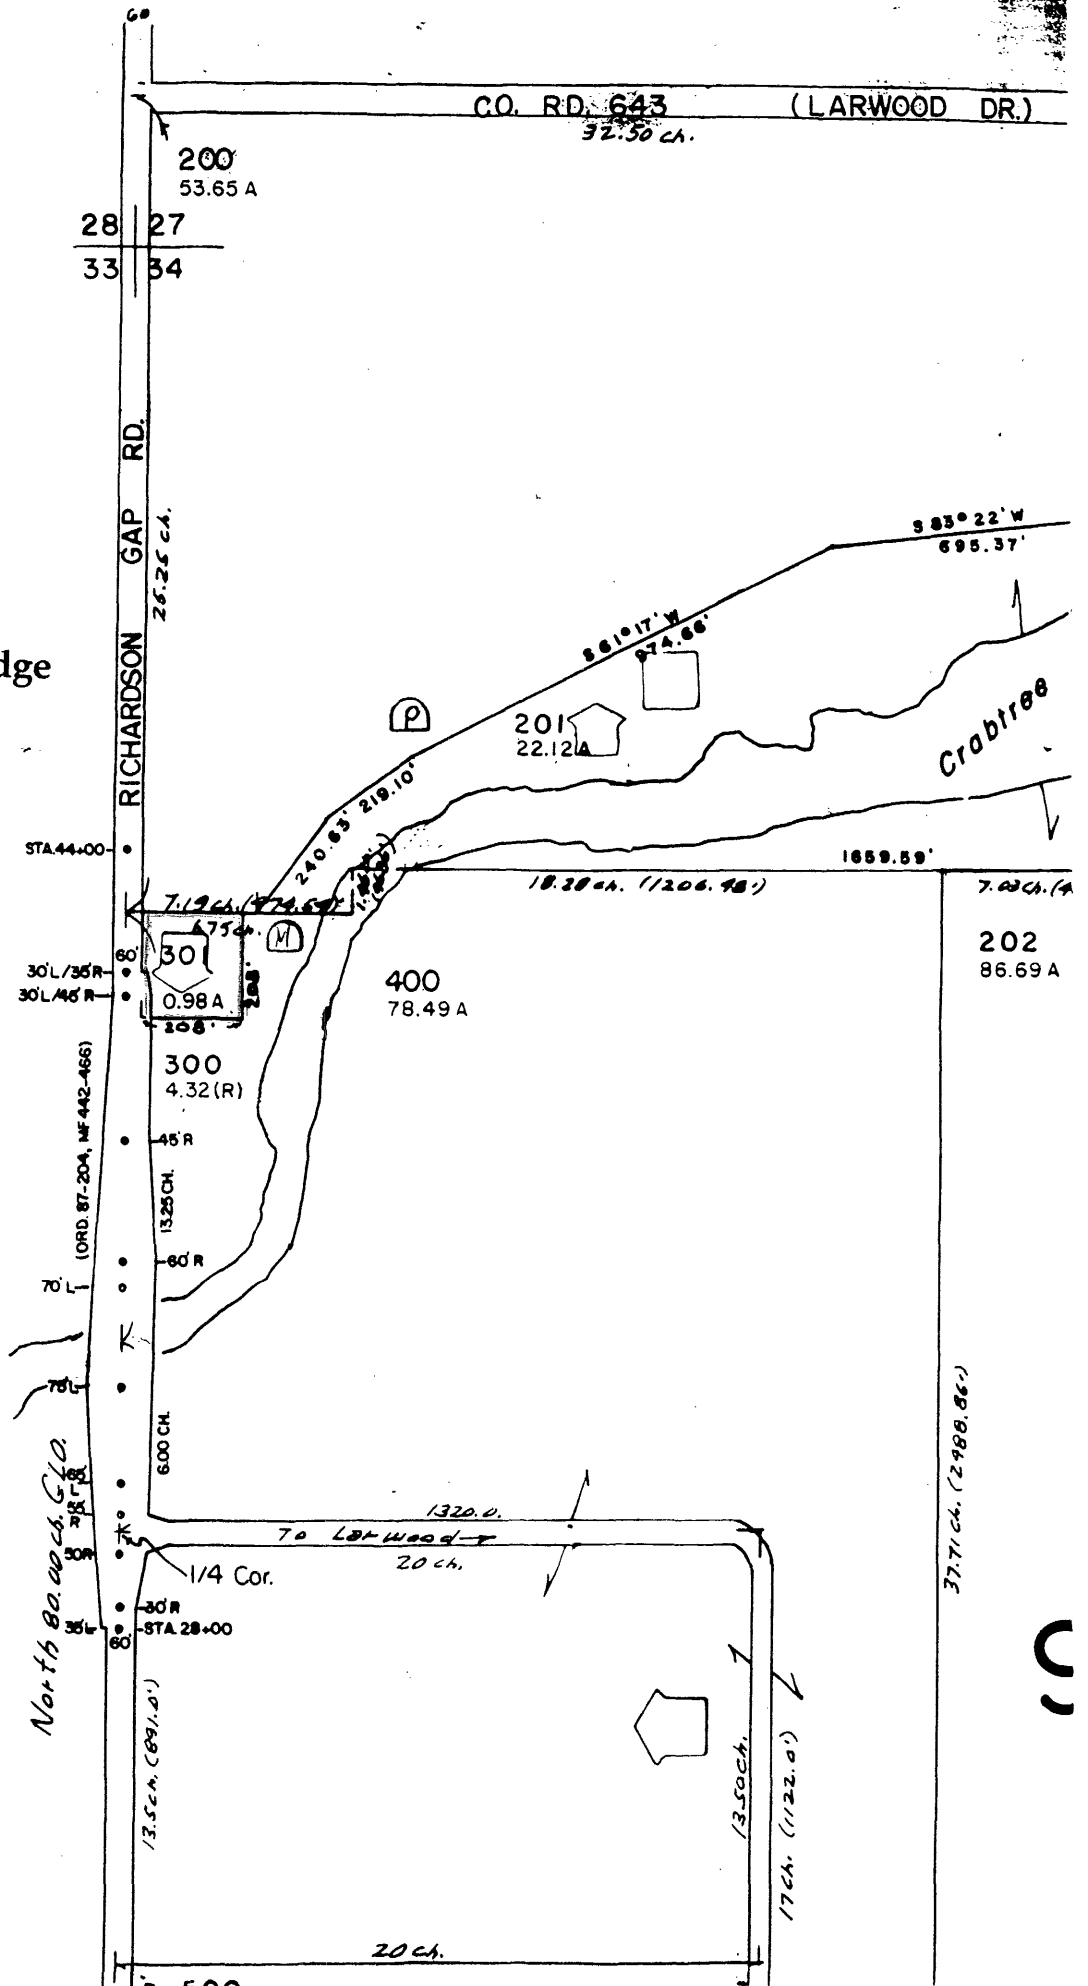 60
CO. RD. 643 (LARWOOD DR.)
32.50 ch.
200
53.65 A
28 27
33 34
RICHARDSON GAP RD.
26.25 ch.
S 83° 22' W
695.37'
S 61° 17' W
974.66'
dge
P
201
22.12 A
Crabtree
219.10'
240.63'
STA.44+00
1659.59'
18.28 ch. (1206.48')
7.19 ch. (474.54')
6.75 ch.
M
60'
30
30'L/35'R
30'L/45'R
0.98 A
208'
208'
400
78.49 A
202
86.69 A
300
4.32(R)
(ORD. 87-204, MF 442-466)
45'R
13.25 CH.
60'R
70'L
75'L
6.00 CH.
North 80.00 ch. GLO.
1320.0.
To Larwood
20 ch.
1/4 Cor.
30'R
STA.28+00
60'
37.71 ch. (2488.86')
13.5 ch. (891.0')
13.50 ch.
17 ch. (1122.0')
20 ch.
500